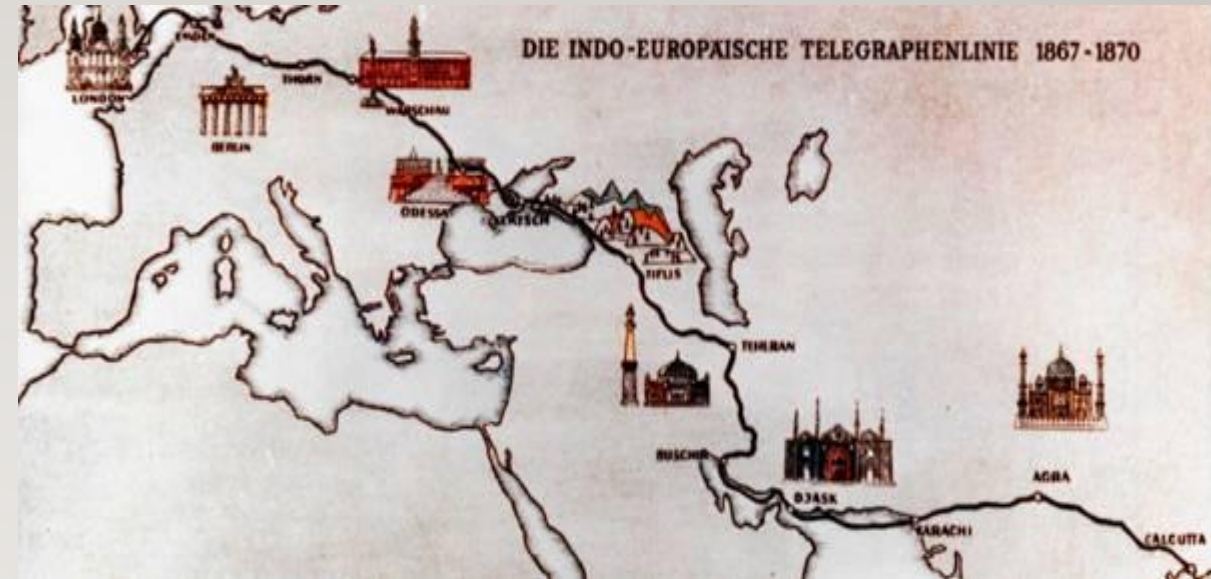 DIE INDO-EUROPÄISCHE TELEGRAPHENLINIE 1867-1870
EMDEN
LONDON
THORN
BERLIN
WARSCHAU
ODESSA
KERTSCH
TIFLIS
TEHERAN
BUSCHIR
DJASK
KARACHI
AGRA
CALCUTTA